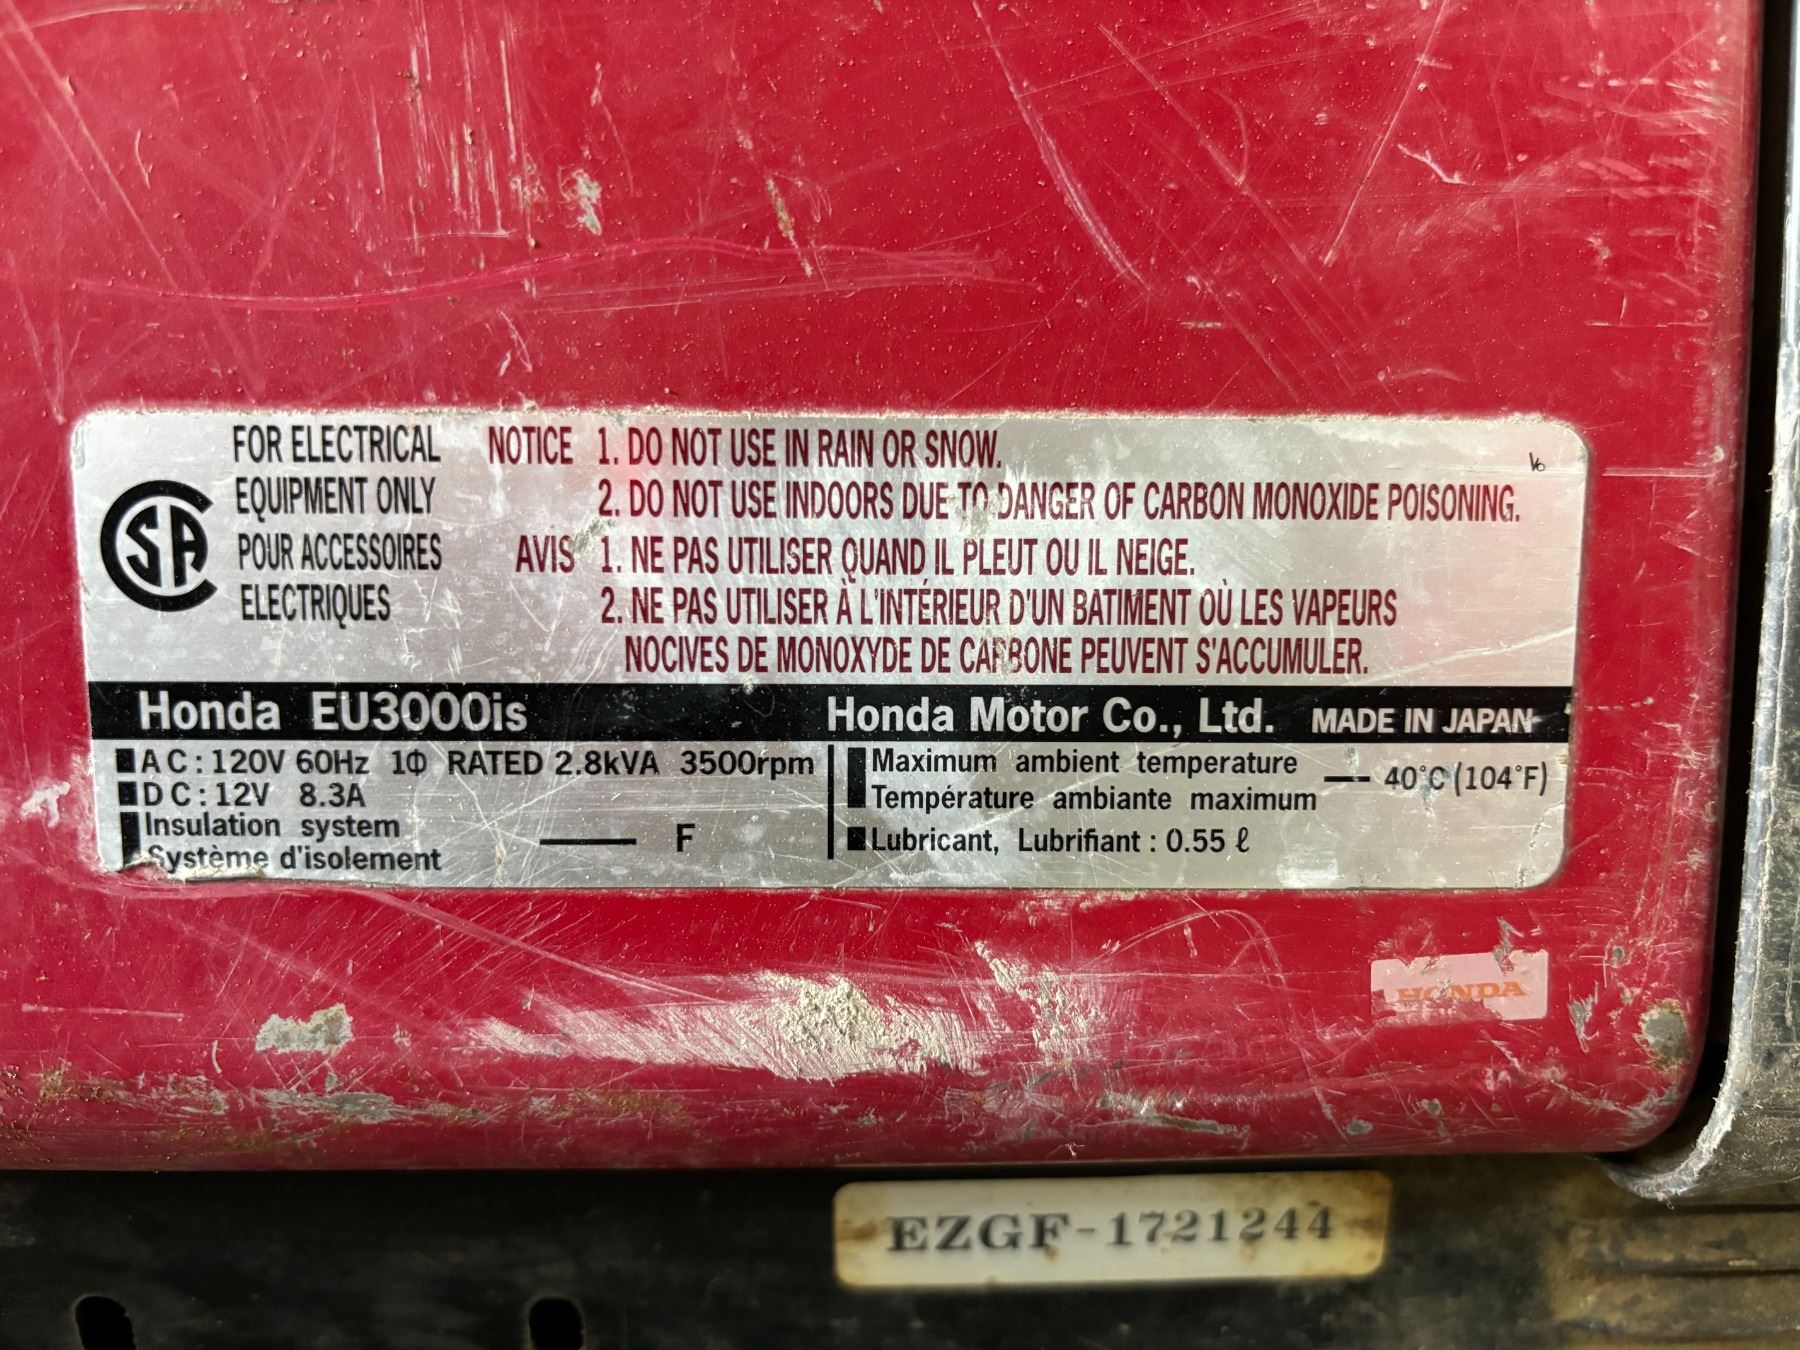 FOR ELECTRICAL
EQUIPMENT ONLY
POUR ACCESSOIRES
ELECTRIQUES
SA
NOTICE 1. DO NOT USE IN RAIN OR SNOW.
2. DO NOT USE INDOORS DUE TO DANGER OF CARBON MONOXIDE POISONING.
AVIS 1. NE PAS UTILISER QUAND IL PLEUT OU IL NEIGE.
2. NE PAS UTILISER À L'INTÉRIEUR D'UN BATIMENT OÙ LES VAPEURS
NOCIVES DE MONOXYDE DE CARBONE PEUVENT S'ACCUMULER.
Honda EU3000is Honda Motor Co., Ltd. MADE IN JAPAN
■AC:120V 60Hz 1Φ RATED 2.8kVA 3500rpm
■DC:12V 8.3A
Insulation system
Système d'isolement — F
Maximum ambient temperature
Température ambiante maximum — 40°C (104°F)
■Lubricant, Lubrifiant : 0.55 ℓ
HONDA
EZGF-1721244